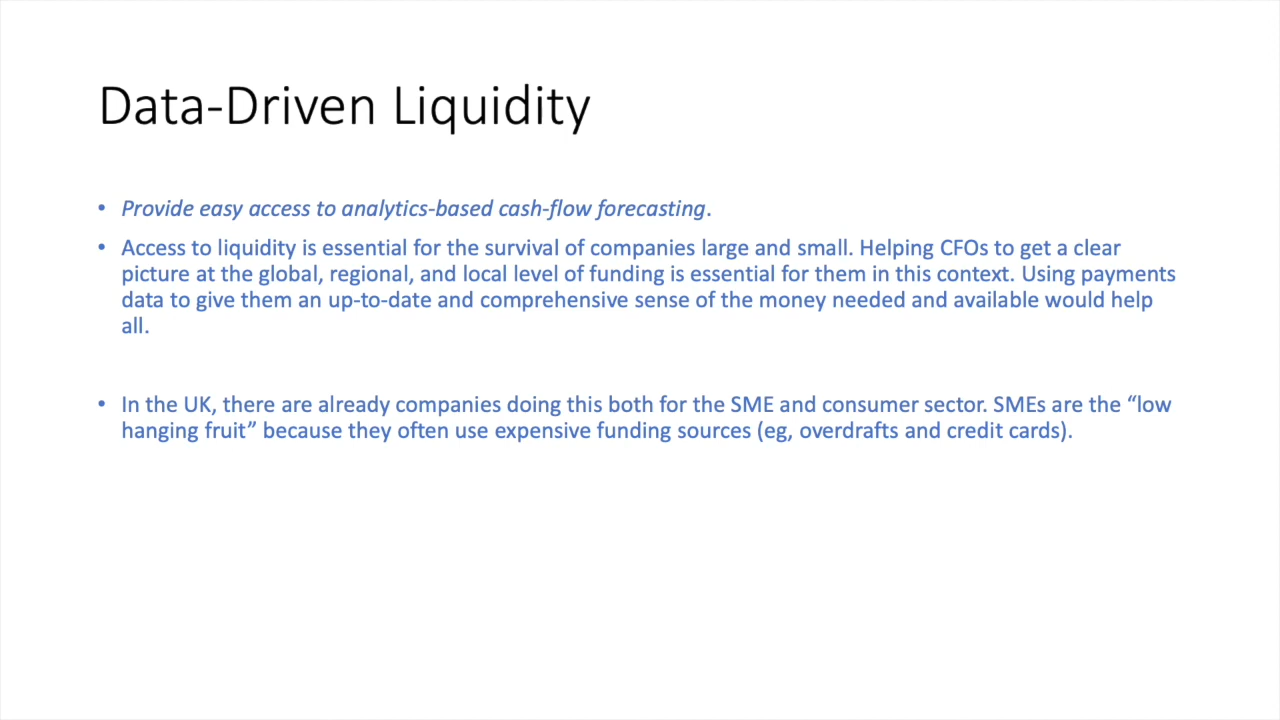 Data-Driven Liquidity
• Provide easy access to analytics-based cash-flow forecasting.
• Access to liquidity is essential for the survival of companies large and small. Helping CFOs to get a clear
picture at the global, regional, and local level of funding is essential for them in this context. Using payments
data to give them an up-to-date and comprehensive sense of the money needed and available would help
all.
• In the UK, there are already companies doing this both for the SME and consumer sector. SMEs are the “low
hanging fruit” because they often use expensive funding sources (eg, overdrafts and credit cards).